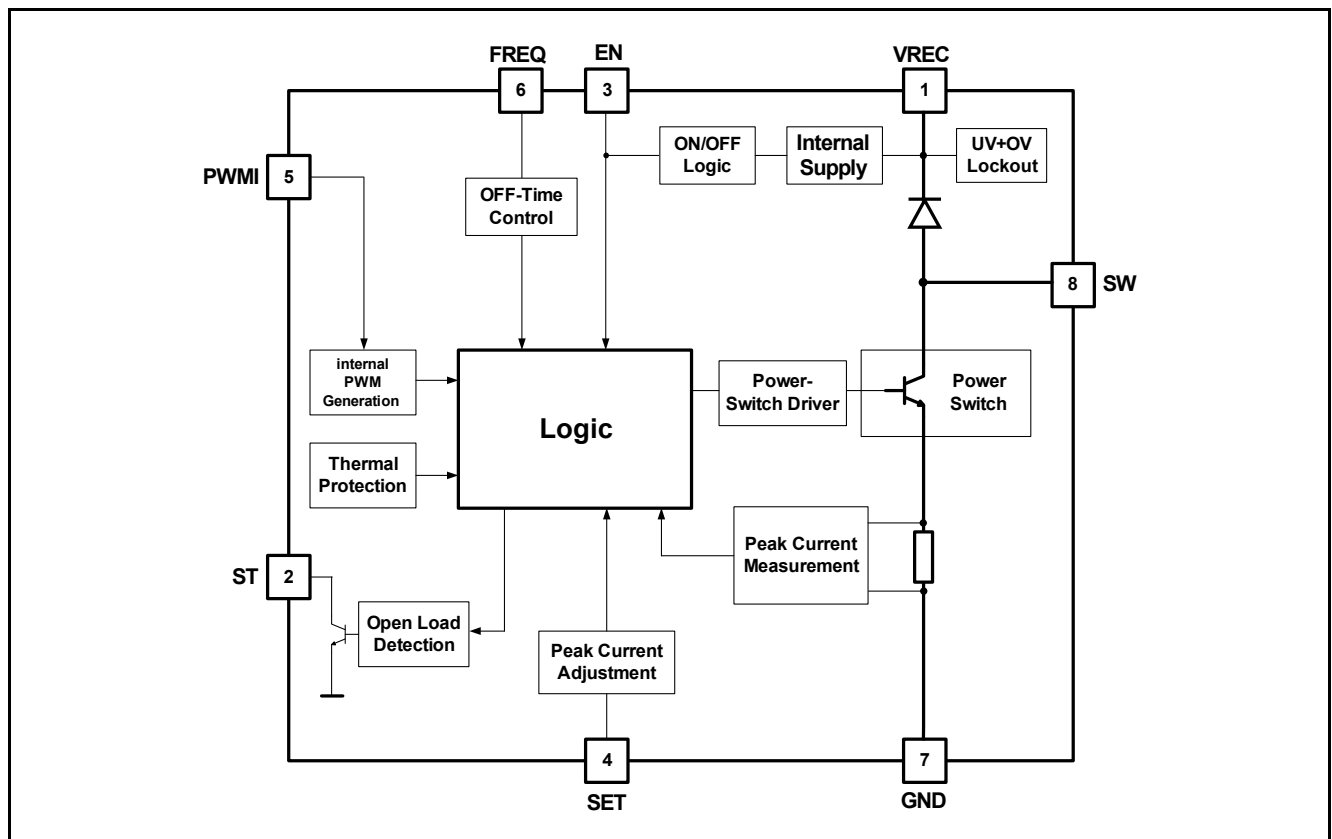 FREQ
EN
VREC
6
3
1
PWMI
5
ON/OFF
Logic
Internal
Supply
UV+OV
Lockout
OFF-Time
Control
8
SW
internal
PWM
Generation
Logic
Power-
Switch Driver
Power
Switch
Thermal
Protection
Peak Current
Measurement
ST
2
Open Load
Detection
Peak Current
Adjustment
4
SET
7
GND